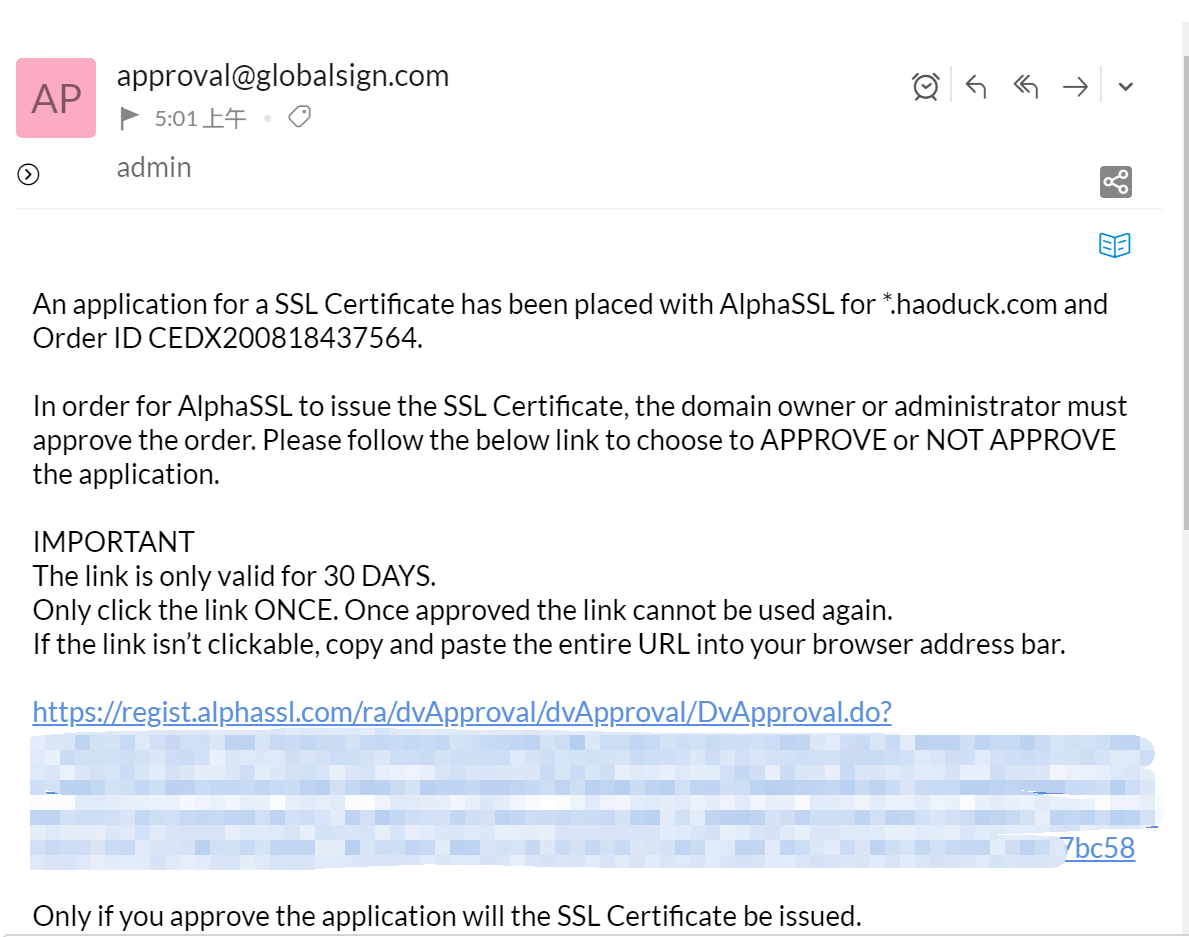 AP
approval@globalsign.com
5:01 上午
admin
An application for a SSL Certificate has been placed with AlphaSSL for *.haoduck.com and
Order ID CEDX200818437564.
In order for AlphaSSL to issue the SSL Certificate, the domain owner or administrator must
approve the order. Please follow the below link to choose to APPROVE or NOT APPROVE
the application.
IMPORTANT
The link is only valid for 30 DAYS.
Only click the link ONCE. Once approved the link cannot be used again.
If the link isn’t clickable, copy and paste the entire URL into your browser address bar.
https://regist.alphassl.com/ra/dvApproval/dvApproval/DvApproval.do?
7bc58
Only if you approve the application will the SSL Certificate be issued.